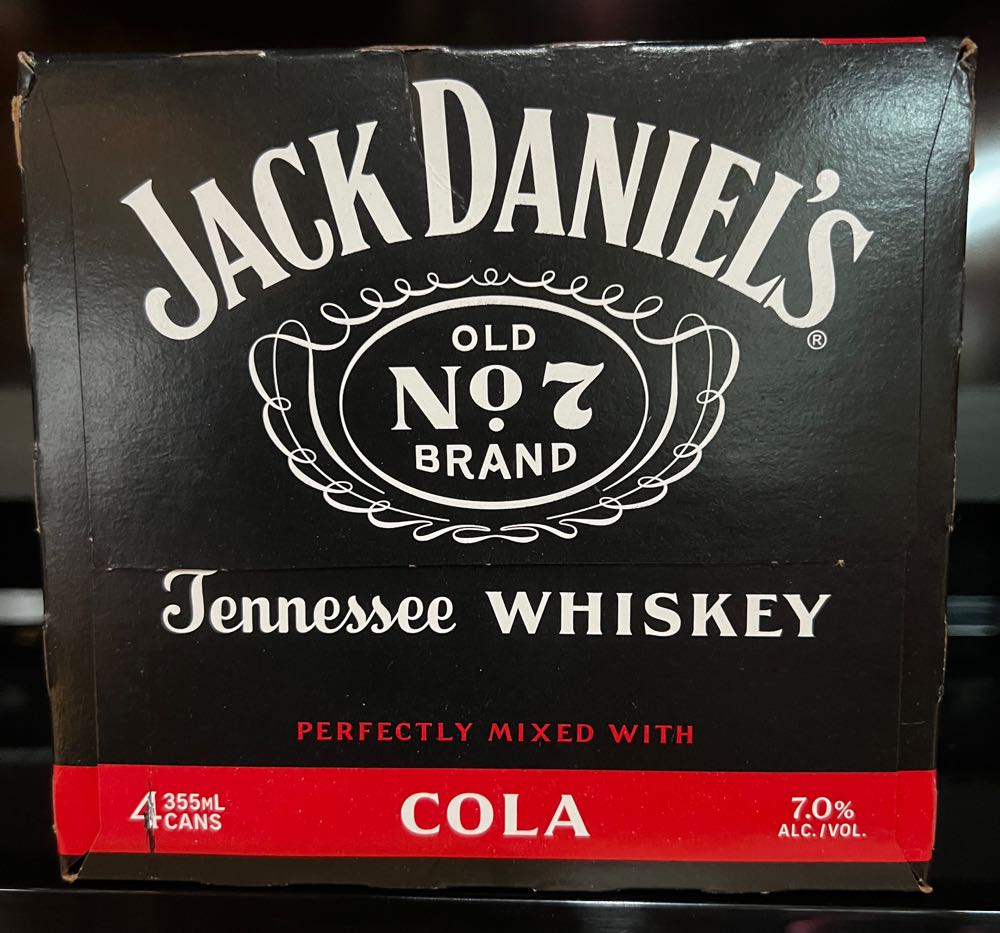 JACK DANIEL'S®
OLD
Nº 7
BRAND
Tennessee WHISKEY
PERFECTLY MIXED WITH
4 355ML
CANS
COLA
7.0%
ALC./VOL.